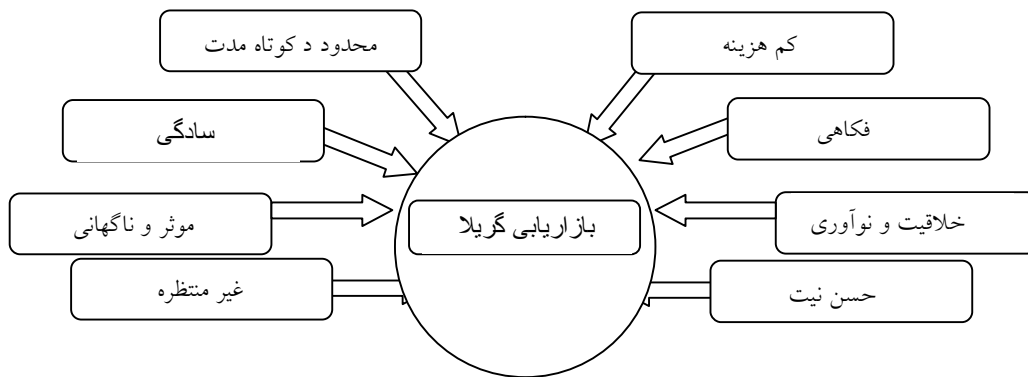 کم هزینه
محدود د کوتاه مدت
فکاهی
سادگی
خلاقیت و نوآوری
بازاریابی گریلا
موثر و ناگهانی
حسن نیت
غیر منتظره